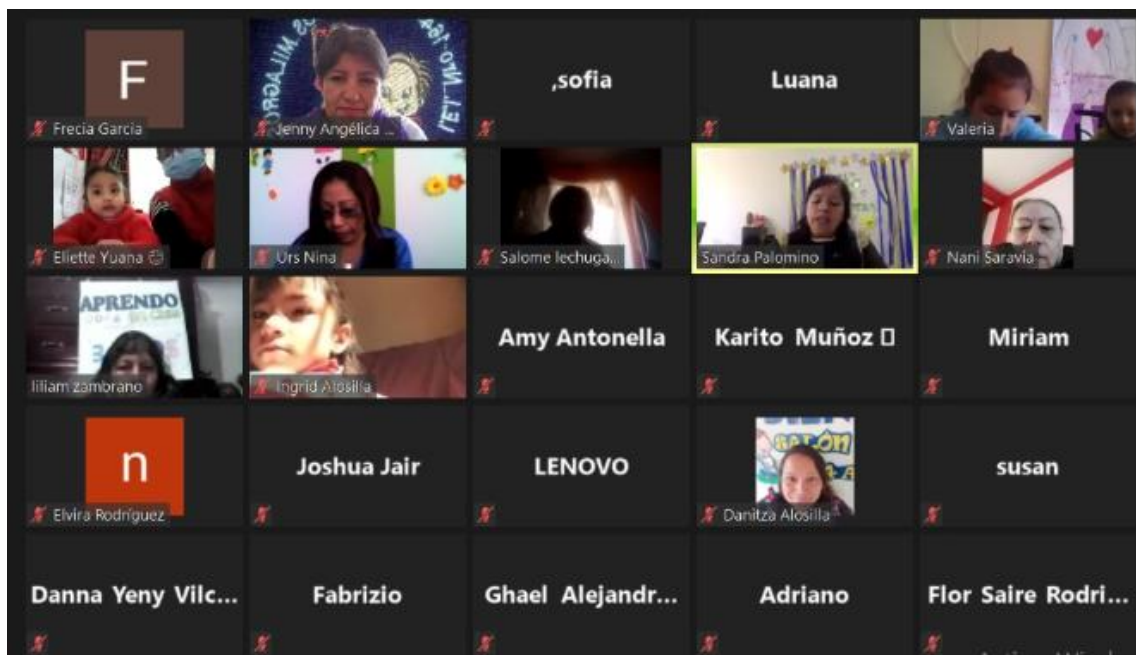 F
Frecia Garcia
Jenny Angélica ...
,sofia
Luana
Valeria
Eliette Yuana
Urs Nina
Salome lechuga...
Sandra Palomino
Nani Saravia
APRENDO
liliam zambrano
Ingrid Alosilla
Amy Antonella
Karito Muñoz
Miriam
n
Elvira Rodríguez
Joshua Jair
LENOVO
SALÓN
Danitza Alosilla
susan
Danna Yeny Vilc...
Fabrizio
Ghael Alejandr...
Adriano
Flor Saire Rodri...